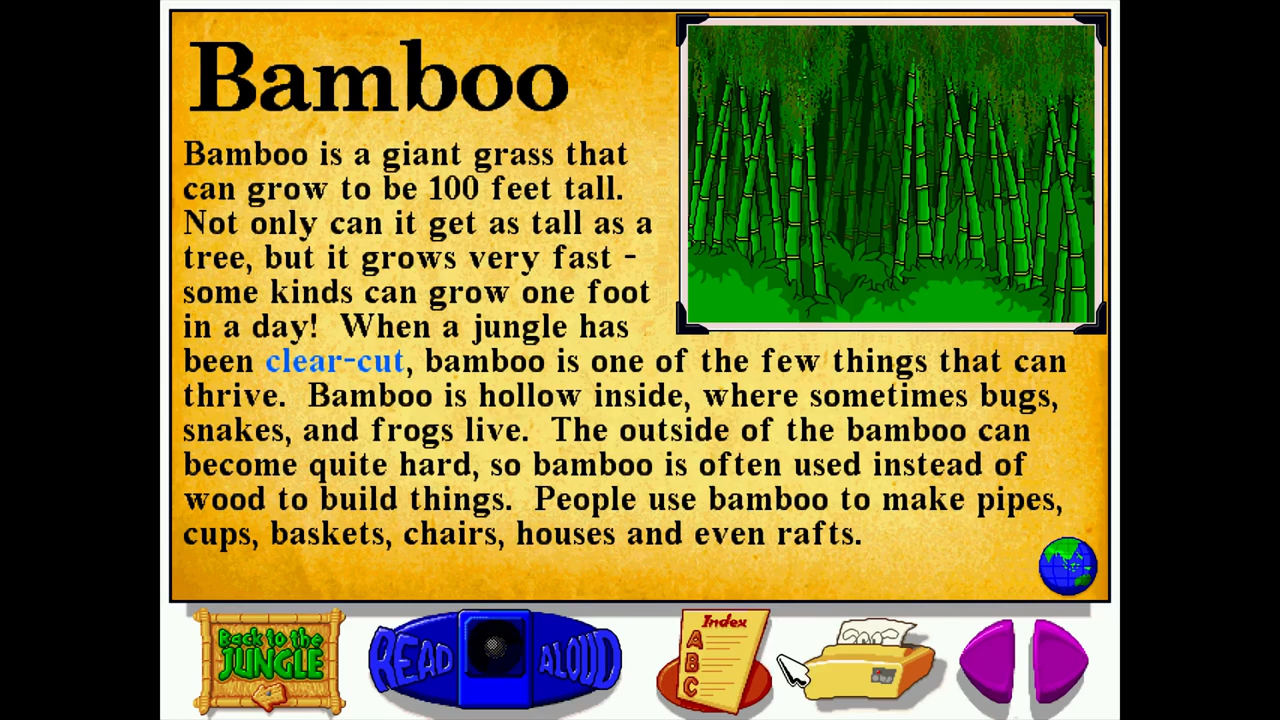 Bamboo
Bamboo is a giant grass that
can grow to be 100 feet tall.
Not only can it get as tall as a
tree, but it grows very fast -
some kinds can grow one foot
in a day!  When a jungle has
been clear-cut, bamboo is one of the few things that can
thrive.  Bamboo is hollow inside, where sometimes bugs,
snakes, and frogs live.  The outside of the bamboo can
become quite hard, so bamboo is often used instead of
wood to build things.  People use bamboo to make pipes,
cups, baskets, chairs, houses and even rafts.
Back to the
JUNGLE
READ ALOUD
Index
A
B
C